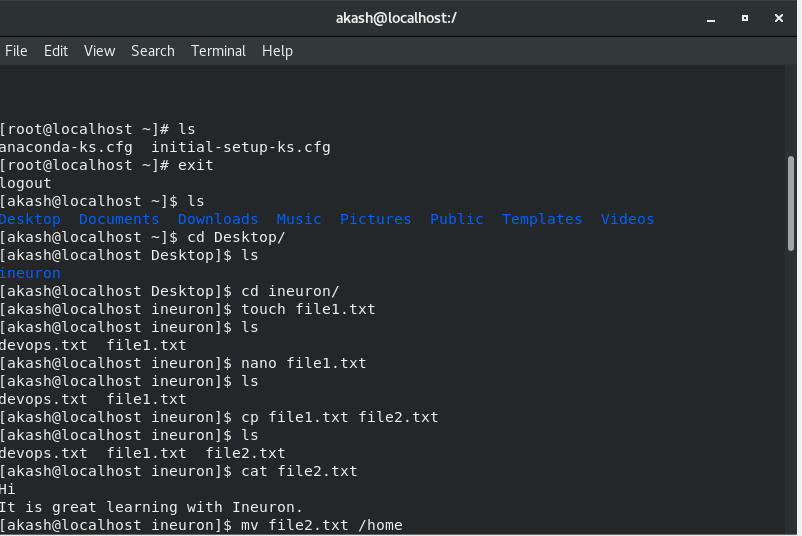 akash@localhost:/
File Edit View Search Terminal Help
[root@localhost ~]# ls
anaconda-ks.cfg  initial-setup-ks.cfg
[root@localhost ~]# exit
logout
[akash@localhost ~]$ ls
Desktop  Documents  Downloads  Music  Pictures  Public  Templates  Videos
[akash@localhost ~]$ cd Desktop/
[akash@localhost Desktop]$ ls
ineuron
[akash@localhost Desktop]$ cd ineuron/
[akash@localhost ineuron]$ touch file1.txt
[akash@localhost ineuron]$ ls
devops.txt  file1.txt
[akash@localhost ineuron]$ nano file1.txt
[akash@localhost ineuron]$ ls
devops.txt  file1.txt
[akash@localhost ineuron]$ cp file1.txt file2.txt
[akash@localhost ineuron]$ ls
devops.txt  file1.txt  file2.txt
[akash@localhost ineuron]$ cat file2.txt
Hi
It is great learning with Ineuron.
[akash@localhost ineuron]$ mv file2.txt /home